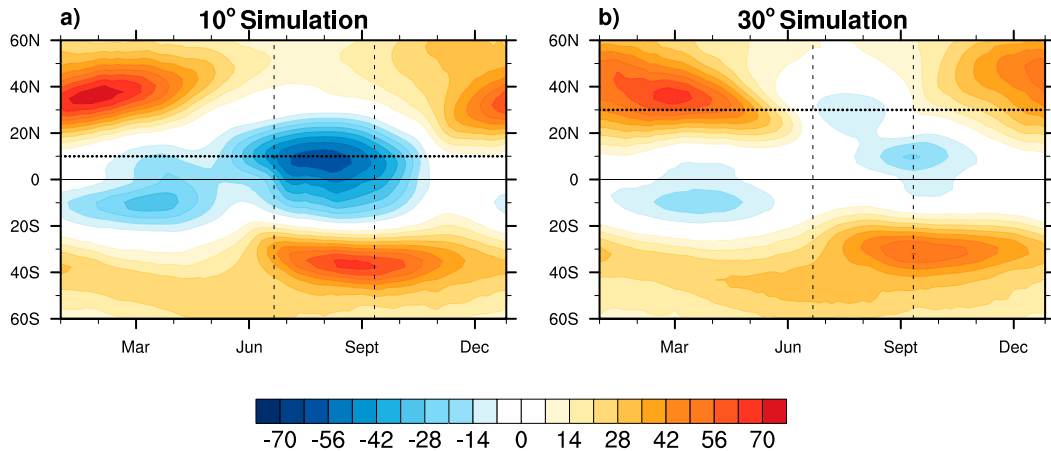 a) 10° Simulation
b) 30° Simulation
60N
40N
20N
0
20S
40S
60S
Mar Jun Sept Dec
60N
40N
20N
0
20S
40S
60S
Mar Jun Sept Dec
-70 -56 -42 -28 -14 0 14 28 42 56 70